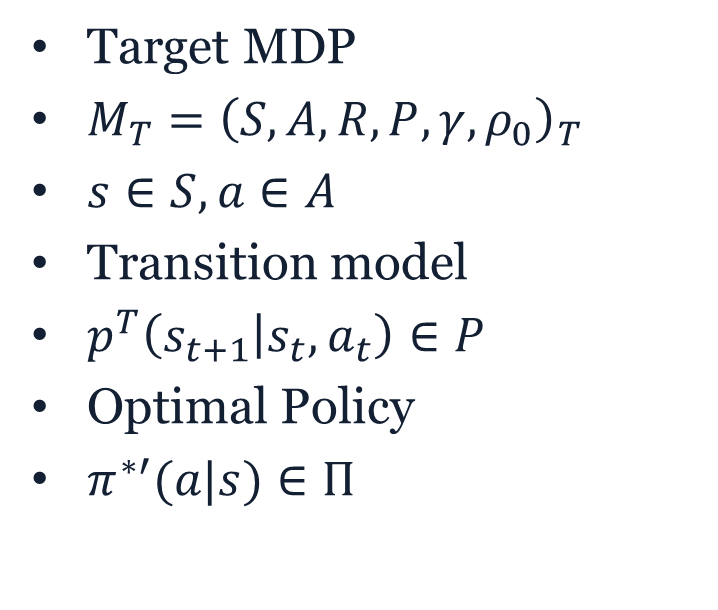 • Target MDP
• 𝑀_𝑇 = (𝑆, 𝐴, 𝑅, 𝑃, 𝛾, 𝜌_0)_𝑇
• 𝑠 ∈ 𝑆, 𝑎 ∈ 𝐴
• Transition model
• 𝑝^𝑇(𝑠_{𝑡+1}|𝑠_𝑡, 𝑎_𝑡) ∈ 𝑃
• Optimal Policy
• 𝜋^{*′}(𝑎|𝑠) ∈ Π